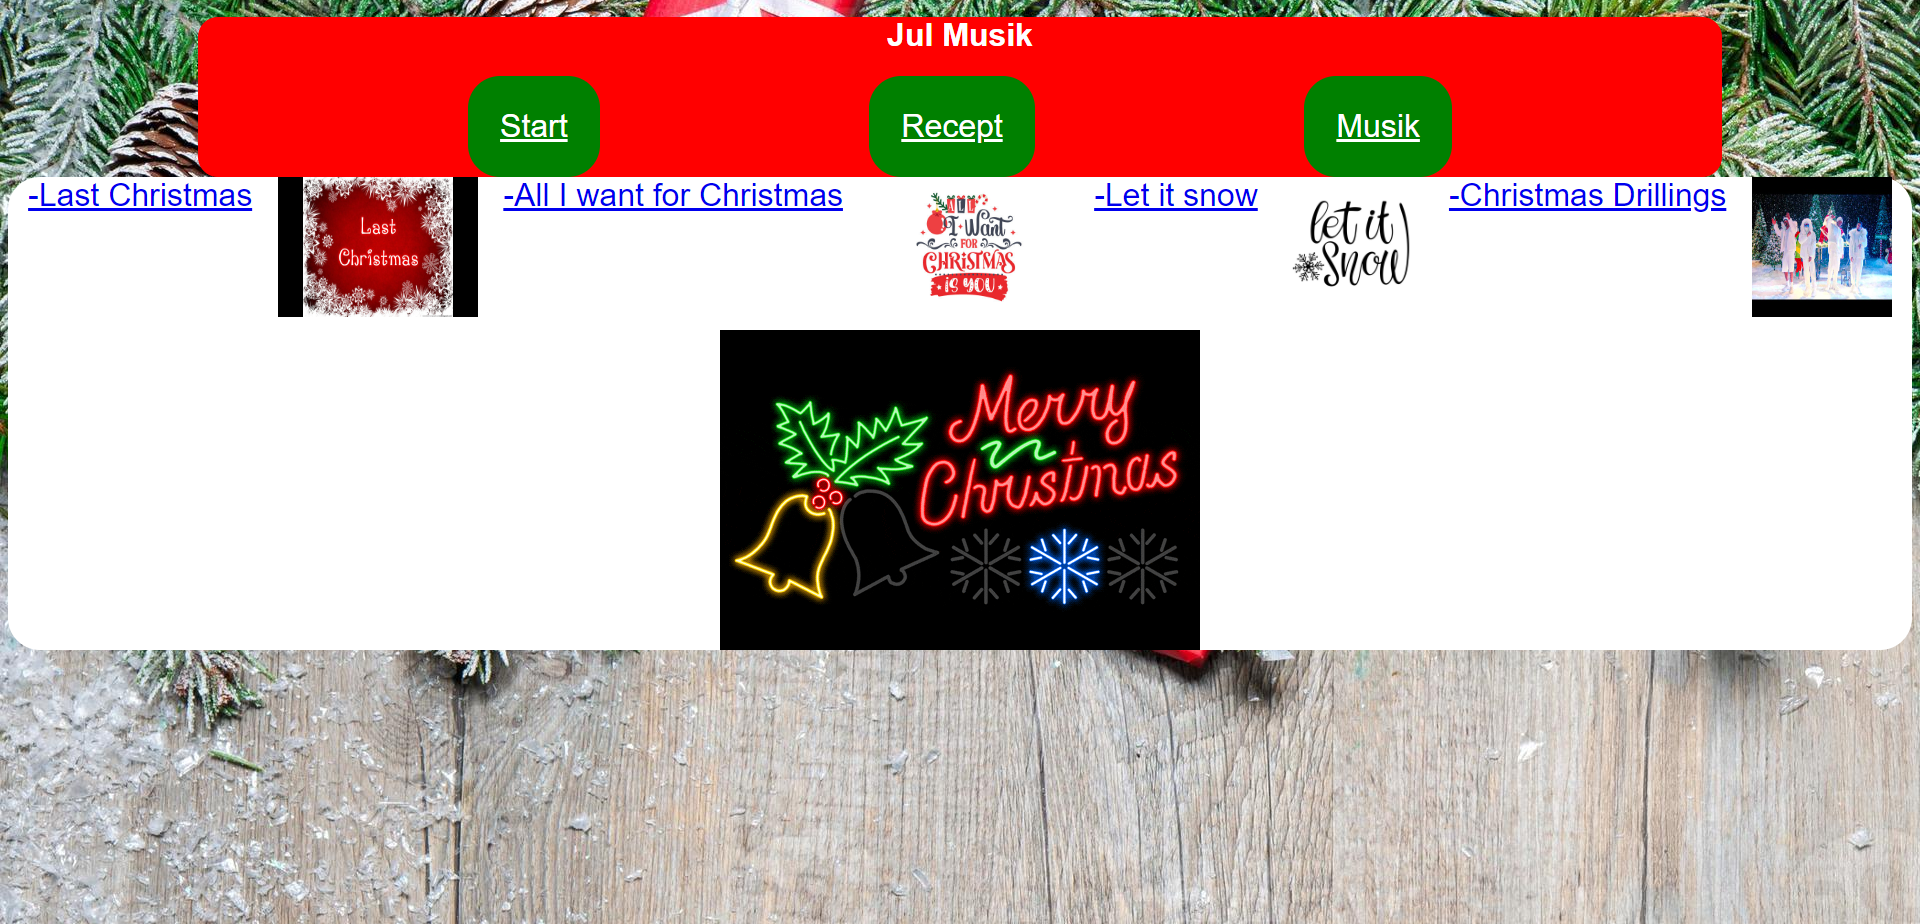 Jul Musik
Start
Recept
Musik
-Last Christmas
Last
Christmas
-All I want for Christmas
I Want
FOR
CHRISTMAS
IS YOU
-Let it snow
let it
Snow
-Christmas Drillings
Merry
Christmas